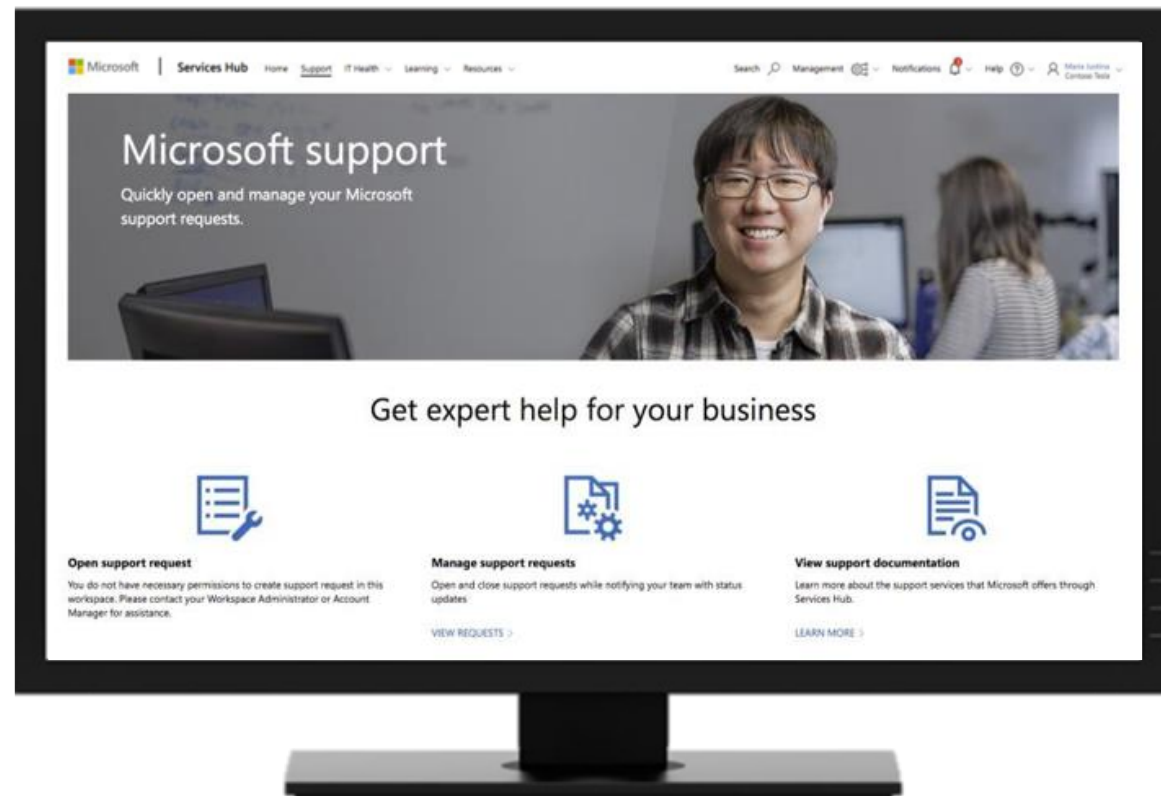 Microsoft | Services Hub Home Support IT Health Learning Resources Search Management Notifications Help Maria
Contoso
Microsoft support
Quickly open and manage your Microsoft
support requests.
Get expert help for your business
Open support request
You do not have necessary permissions to create support request in this
workspace. Please contact your Workspace Administrator or Account
Manager for assistance.
Manage support requests
Open and close support requests while notifying your team with status
updates
VIEW REQUESTS >
View support documentation
Learn more about the support services that Microsoft offers through
Services Hub.
LEARN MORE >